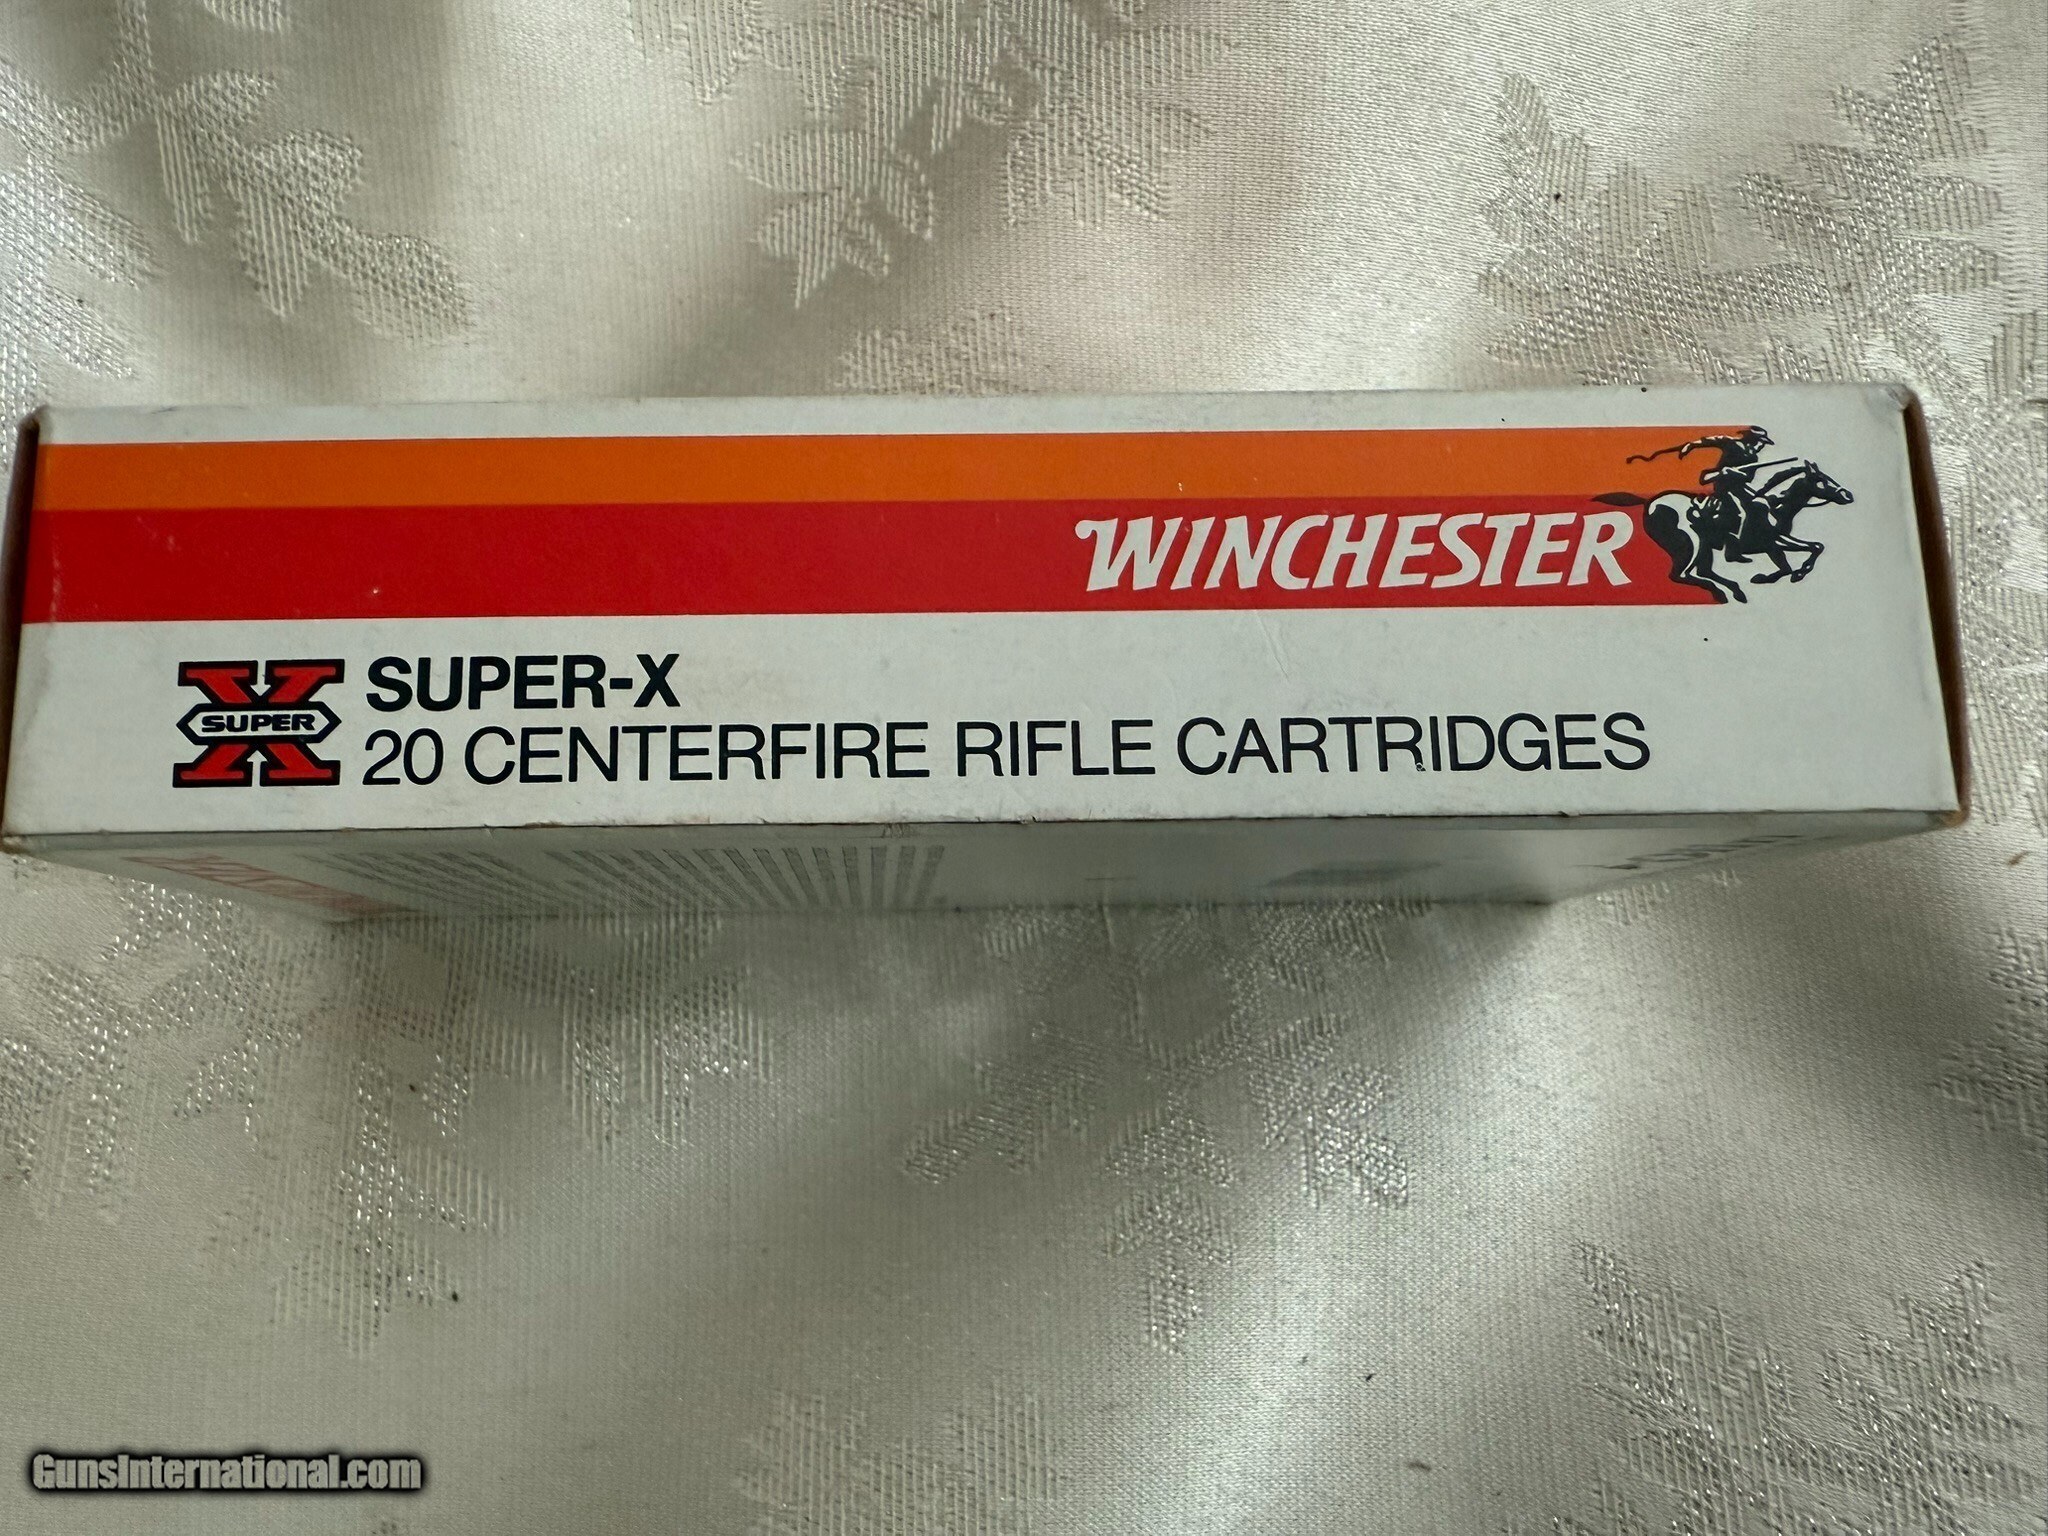 WINCHESTER
SUPER
SUPER-X
20 CENTERFIRE RIFLE CARTRIDGES
GunsInternational.com